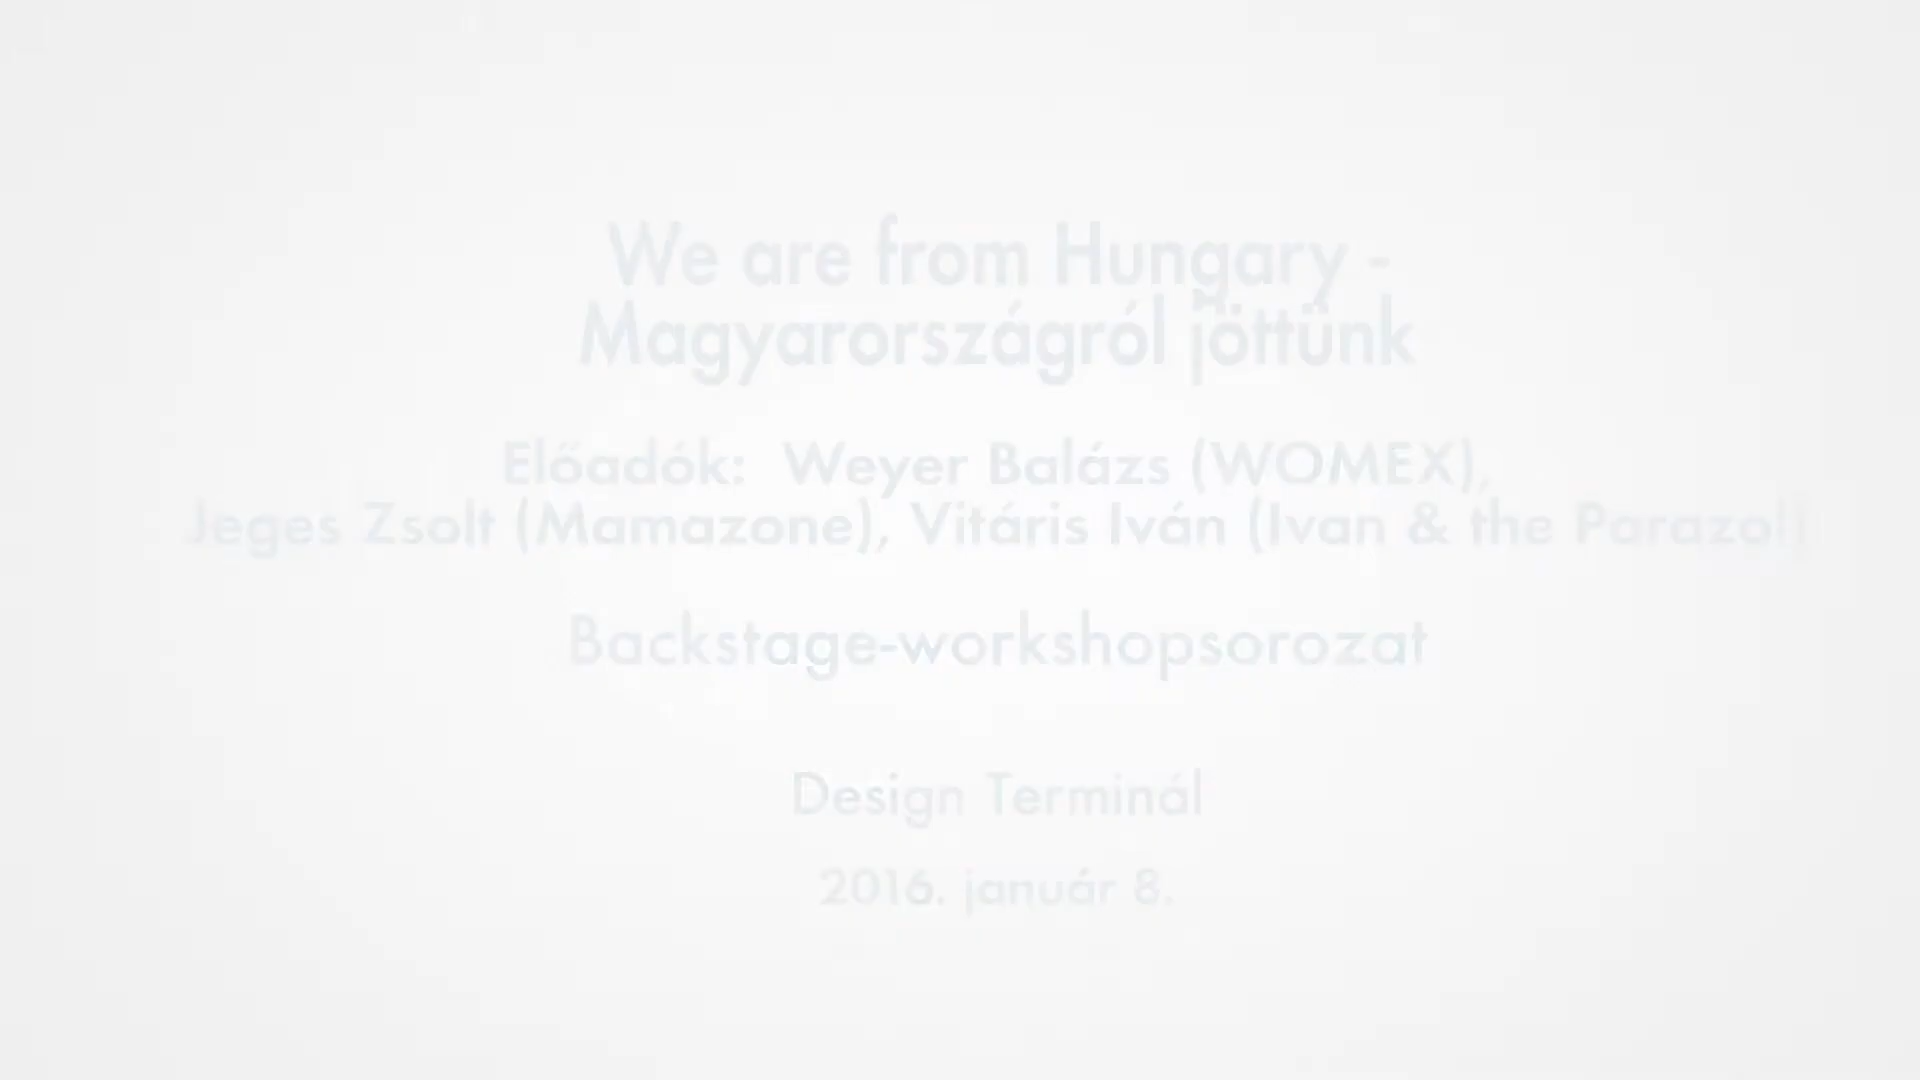 We are from Hungary -
Magyarországról jöttünk
Előadók: Weyer Balázs (WOMEX),
Jeges Zsolt (Mamazone), Vitáris Iván (Ivan & the Parazol)
Backstage-workshopsorozat
Design Terminál
2016. január 8.